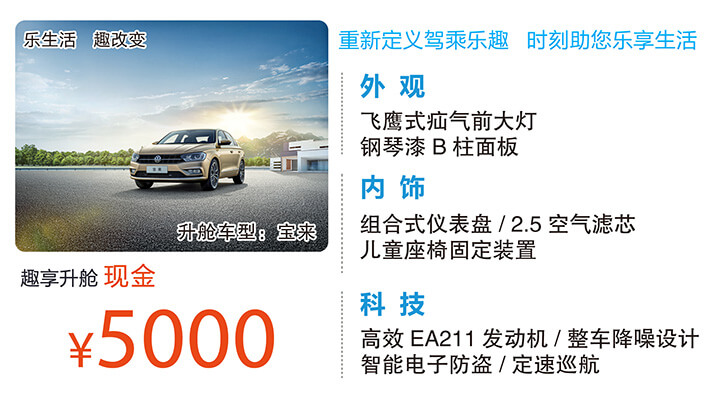 乐生活 趣改变
升舱车型：宝来
趣享升舱 现金
¥5000
重新定义驾乘乐趣 时刻助您乐享生活
外 观
飞鹰式疝气前大灯
钢琴漆 B 柱面板
内 饰
组合式仪表盘 / 2.5 空气滤芯
儿童座椅固定装置
科 技
高效 EA211 发动机 / 整车降噪设计
智能电子防盗 / 定速巡航